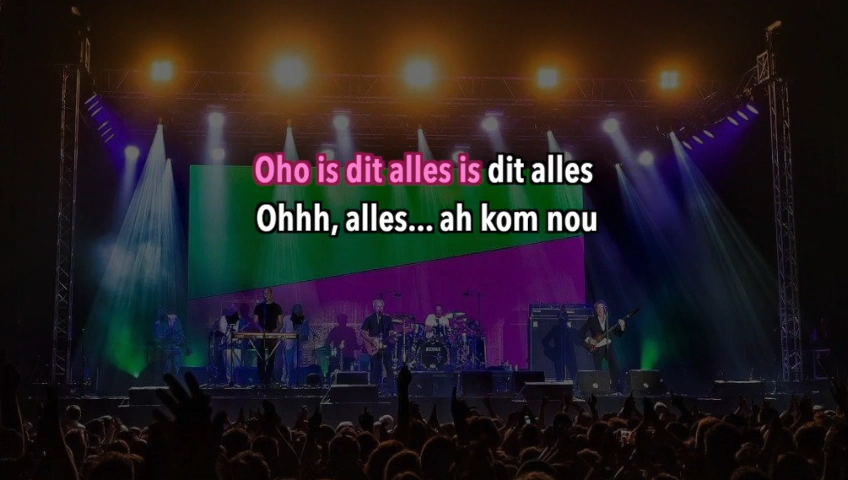 Oho is dit alles is dit alles
Ohhh, alles... ah kom nou